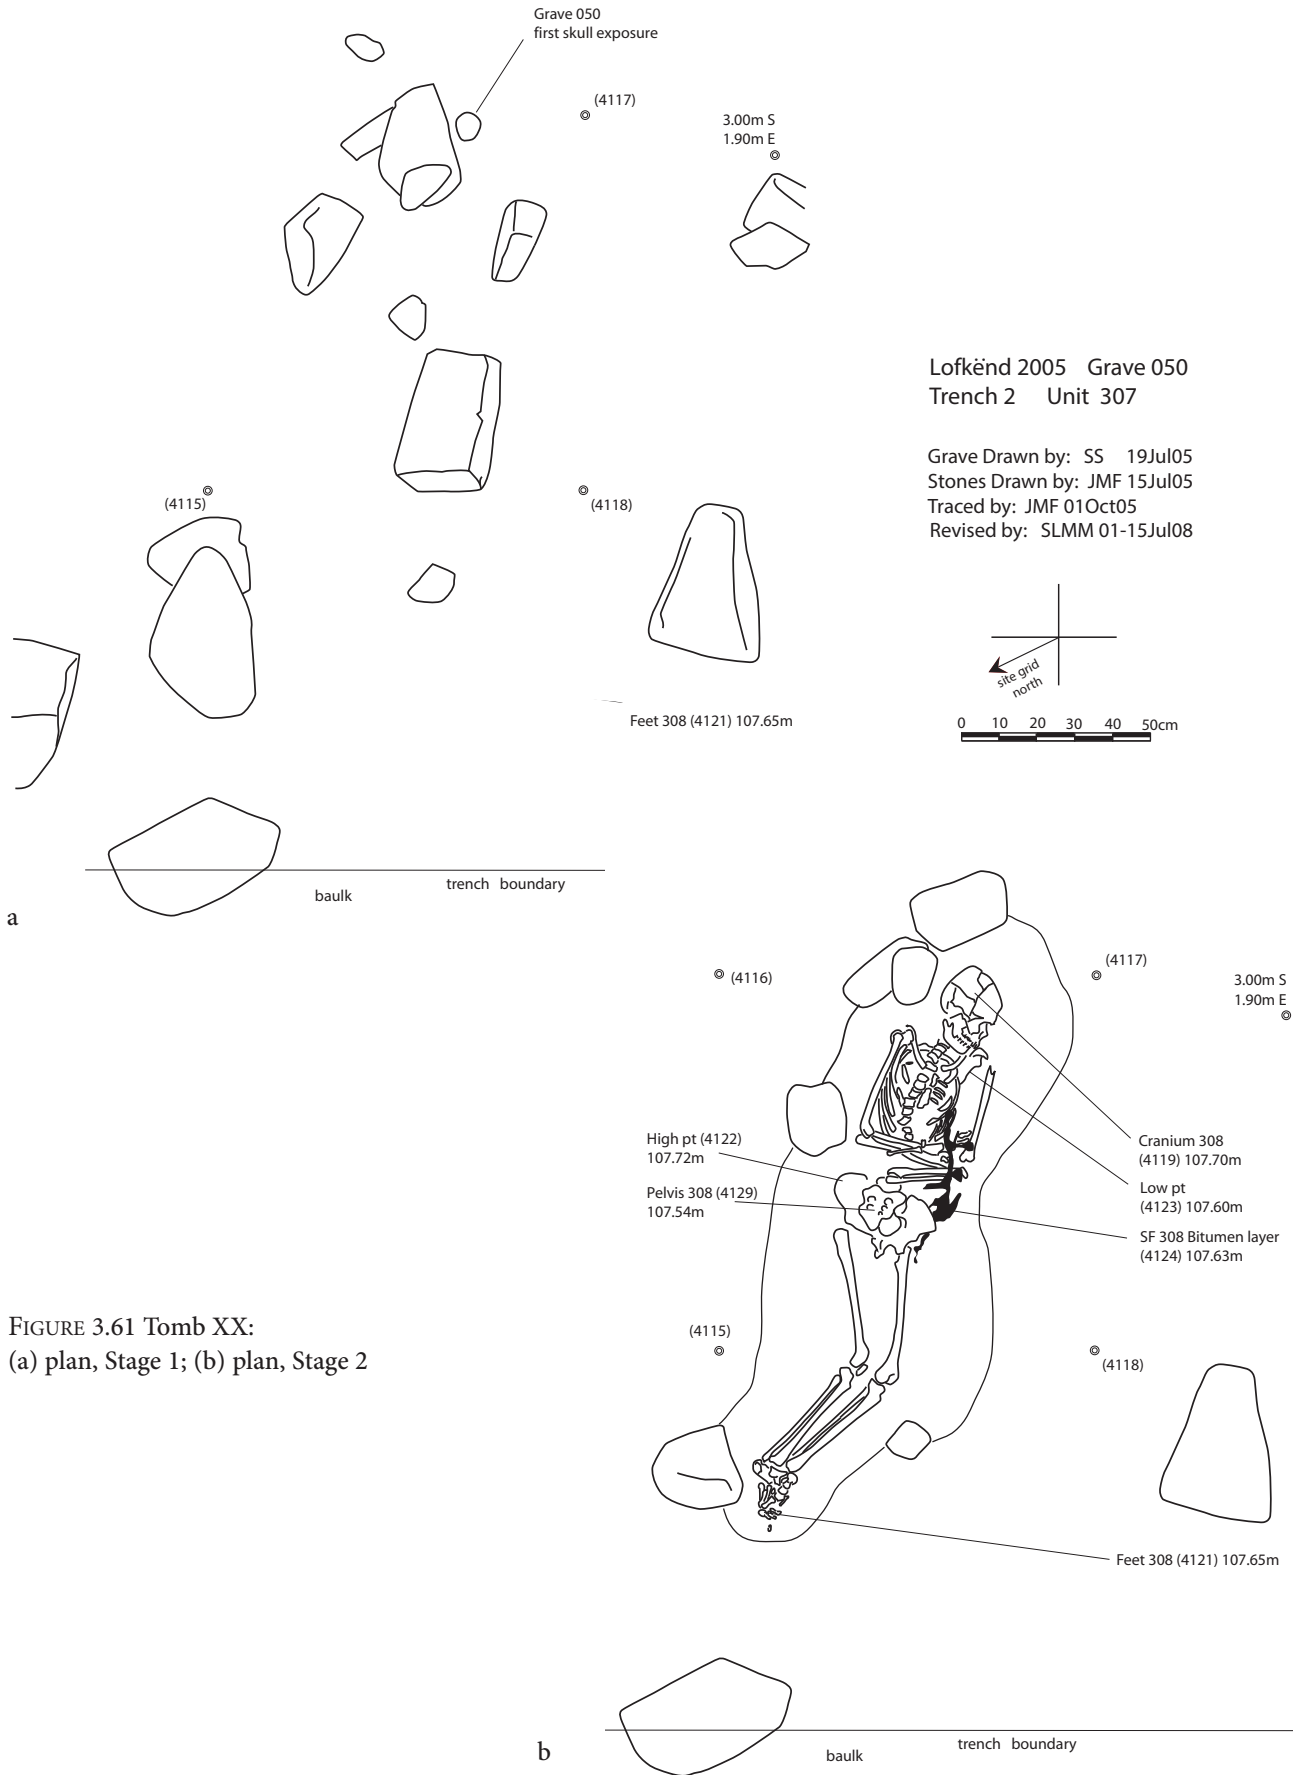 Grave 050
first skull exposure
(4117)
3.00m S
1.90m E
Lofkënd 2005 Grave 050
Trench 2 Unit 307
Grave Drawn by: SS 19Jul05
Stones Drawn by: JMF 15Jul05
Traced by: JMF 01Oct05
Revised by: SLMM 01-15Jul08
(4115)
(4118)
site grid
north
Feet 308 (4121) 107.65m
0 10 20 30 40 50cm
trench boundary
baulk
a
(4116)
(4117)
3.00m S
1.90m E
High pt (4122)
107.72m
Pelvis 308 (4129)
107.54m
Cranium 308
(4119) 107.70m
Low pt
(4123) 107.60m
SF 308 Bitumen layer
(4124) 107.63m
FIGURE 3.61 Tomb XX:
(a) plan, Stage 1; (b) plan, Stage 2
(4115)
(4118)
Feet 308 (4121) 107.65m
trench boundary
baulk
b